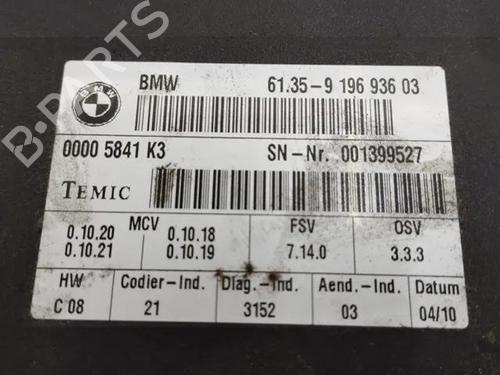 B-PARTS
BMW
BMW 61.35-9 196 936 03
0000 5841 K3 SN-Nr. 001399527
TEMIC
MCV FSV OSV
0.10.20 0.10.18
0.10.21 0.10.19 7.14.0 3.3.3
HW Codier-Ind. Diag.-Ind. Aend.-Ind. Datum
C 08 21 3152 03 04/10